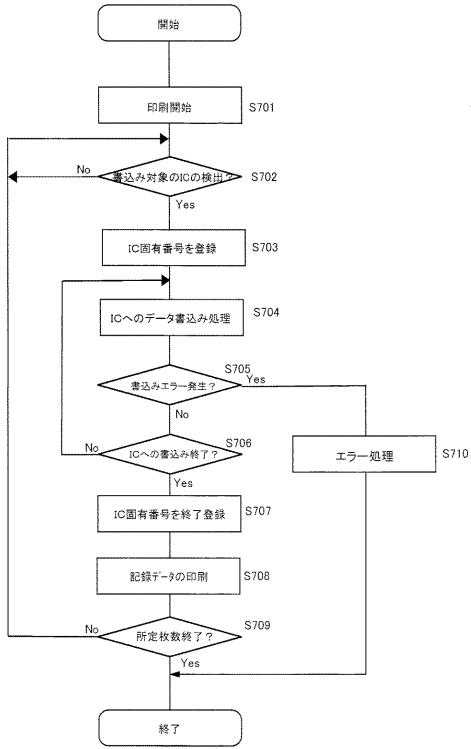 開始
印刷開始
S701
書込み対象のICの検出?
S702
No
Yes
IC固有番号を登録
S703
ICへのデータ書込み処理
S704
書込みエラー発生?
S705
Yes
No
ICへの書込み終了?
S706
No
Yes
エラー処理
S710
IC固有番号を終了登録
S707
記録データの印刷
S708
所定枚数終了?
S709
No
Yes
終了